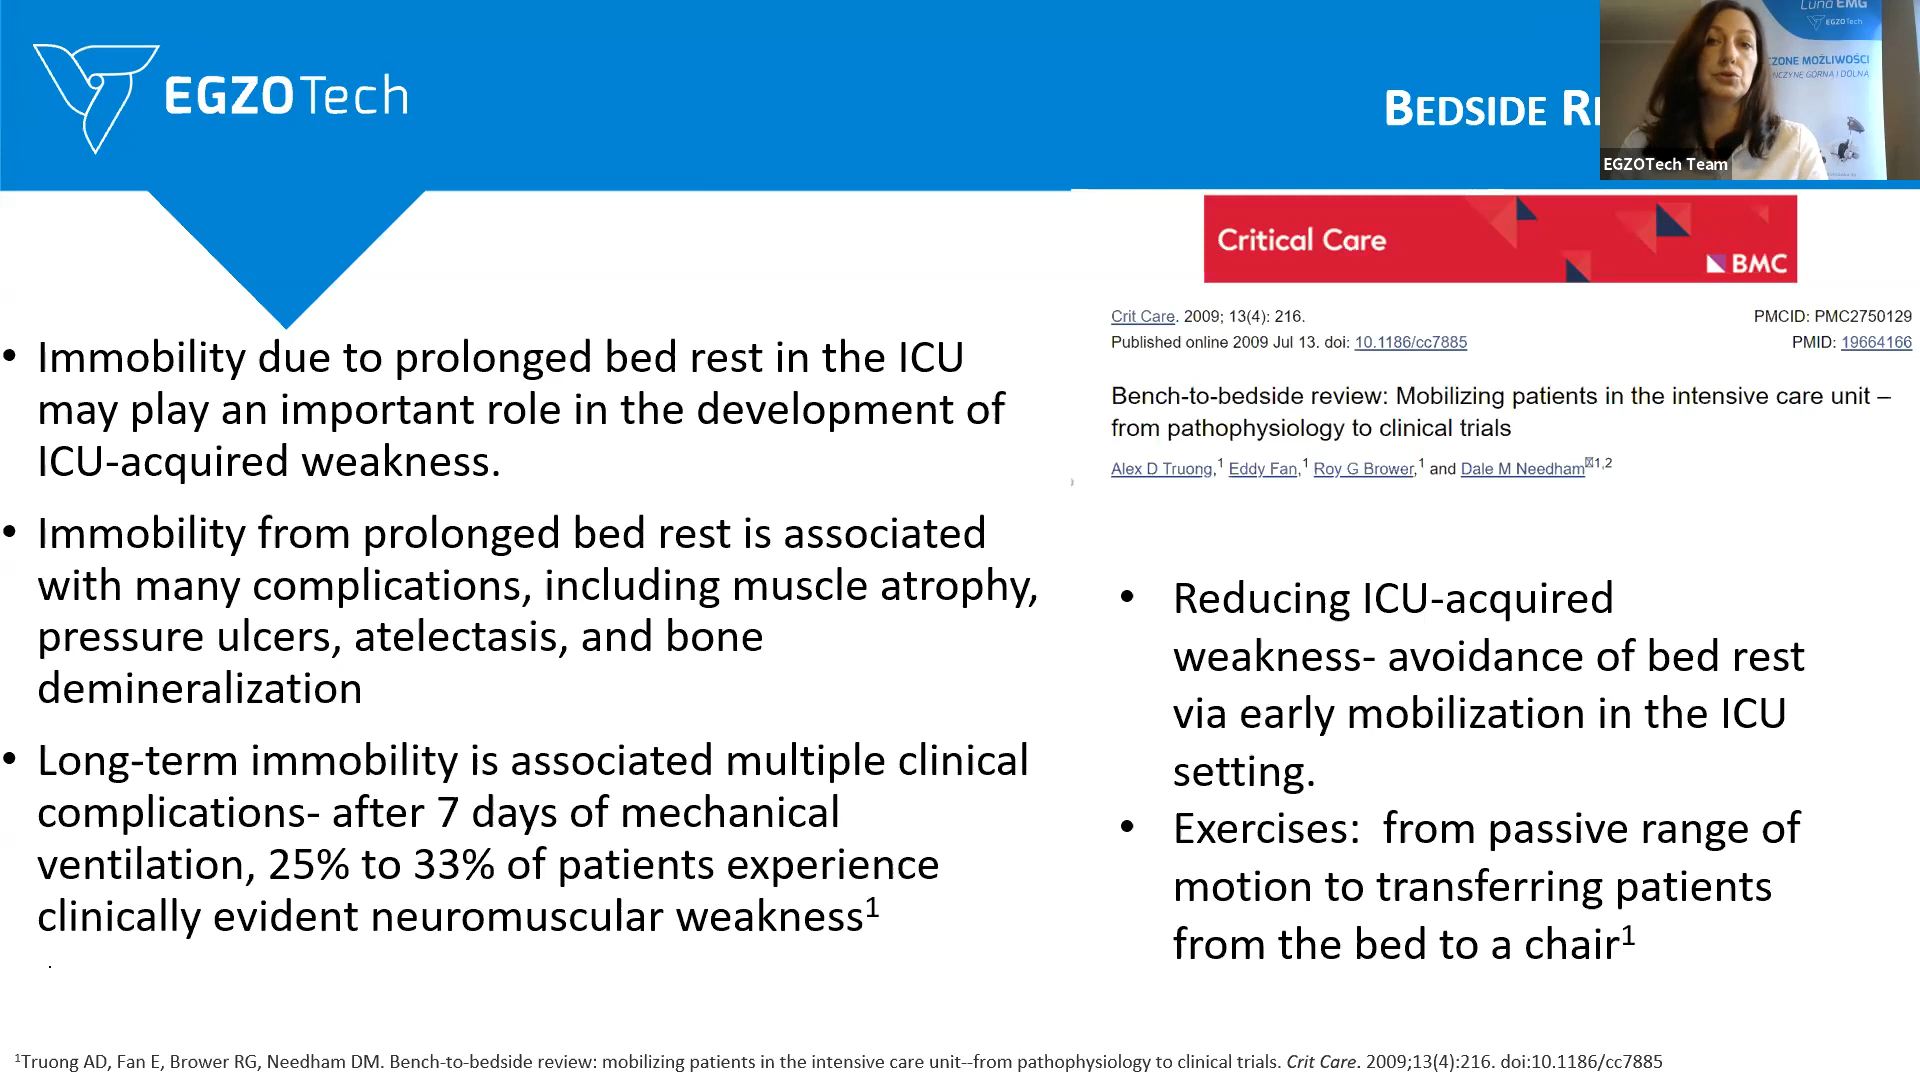 EGZOTech
BEDSIDE RE
Luna EMG
EGZOTech
ZONE MOŻLIWOŚCI
ŃCZYNĘ GÓRNĄ I DOLNĄ
EGZOTech Team
Critical Care
BMC
Crit Care. 2009; 13(4): 216.
PMCID: PMC2750129
Published online 2009 Jul 13. doi: 10.1186/cc7885
PMID: 19664166
Bench-to-bedside review: Mobilizing patients in the intensive care unit –
from pathophysiology to clinical trials
Alex D Truong,1 Eddy Fan,1 Roy G Brower,1 and Dale M Needham1,2
• Immobility due to prolonged bed rest in the ICU
may play an important role in the development of
ICU-acquired weakness.
• Immobility from prolonged bed rest is associated
with many complications, including muscle atrophy,
pressure ulcers, atelectasis, and bone
demineralization
• Long-term immobility is associated multiple clinical
complications- after 7 days of mechanical
ventilation, 25% to 33% of patients experience
clinically evident neuromuscular weakness1
.
• Reducing ICU-acquired
weakness- avoidance of bed rest
via early mobilization in the ICU
setting.
• Exercises: from passive range of
motion to transferring patients
from the bed to a chair1
1Truong AD, Fan E, Brower RG, Needham DM. Bench-to-bedside review: mobilizing patients in the intensive care unit--from pathophysiology to clinical trials. Crit Care. 2009;13(4):216. doi:10.1186/cc7885